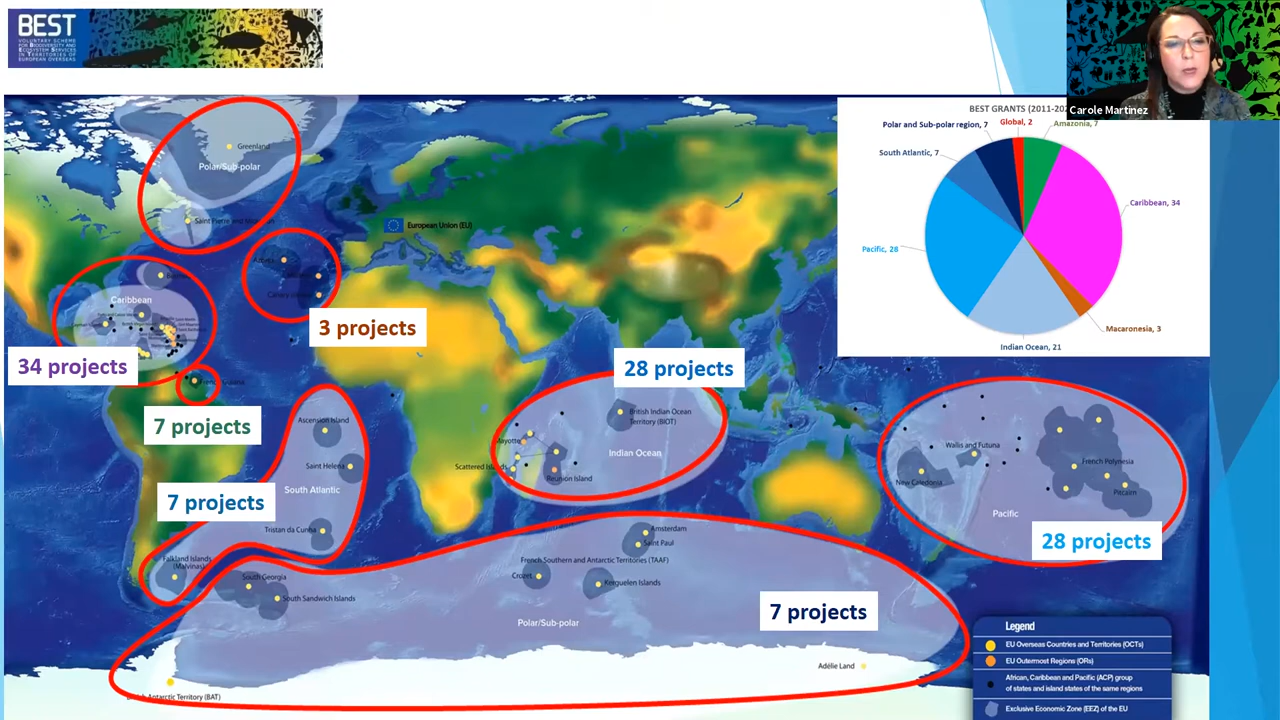 BEST
VOLUNTARY SCHEME
FOR BIODIVERSITY AND
ECOSYSTEM SERVICES
IN TERRITORIES OF
EUROPEAN OVERSEAS
Carole Martinez
BEST GRANTS (2011-20
Polar and Sub-polar region, 7
Global, 2
Amazonia, 7
South Atlantic, 7
Caribbean, 34
Pacific, 28
Macaronesia, 3
Indian Ocean, 21
Greenland
Polar/Sub-polar
Saint Pierre and
European Union (EU)
Azores
Canary Islands
Caribbean
3 projects
34 projects
28 projects
French Guiana
7 projects
Ascension Island
British Indian Ocean
Territory (BIOT)
Mayotte
Indian Ocean
Scattered Islands
Reunion Island
Saint Helena
South Atlantic
7 projects
Tristan da Cunha
Wallis and Futuna
French Polynesia
New Caledonia
Pitcairn
Pacific
28 projects
Falkland Islands
(Malvinas)
South Georgia
South Sandwich Islands
Amsterdam
Saint Paul
French Southern and Antarctic Territories (TAAF)
Crozet
Kerguelen Islands
Polar/Sub-polar
7 projects
Adélie Land
British Antarctic Territory (BAT)
Legend
EU Overseas Countries and Territories (OCTs)
EU Outermost Regions (ORs)
African, Caribbean and Pacific (ACP) group
of states and island states of the same regions
Exclusive Economic Zone (EEZ) of the EU